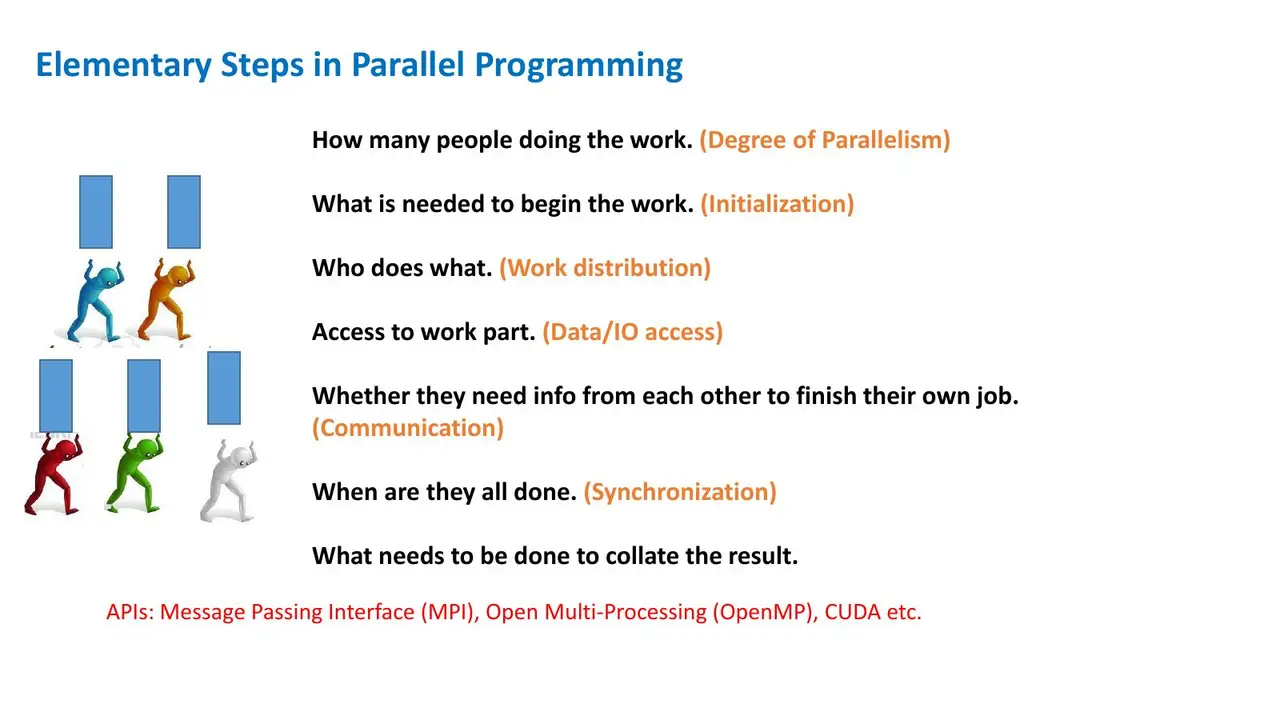 Elementary Steps in Parallel Programming
How many people doing the work. (Degree of Parallelism)
What is needed to begin the work. (Initialization)
Who does what. (Work distribution)
Access to work part. (Data/IO access)
Whether they need info from each other to finish their own job.
(Communication)
When are they all done. (Synchronization)
What needs to be done to collate the result.
APIs: Message Passing Interface (MPI), Open Multi-Processing (OpenMP), CUDA etc.